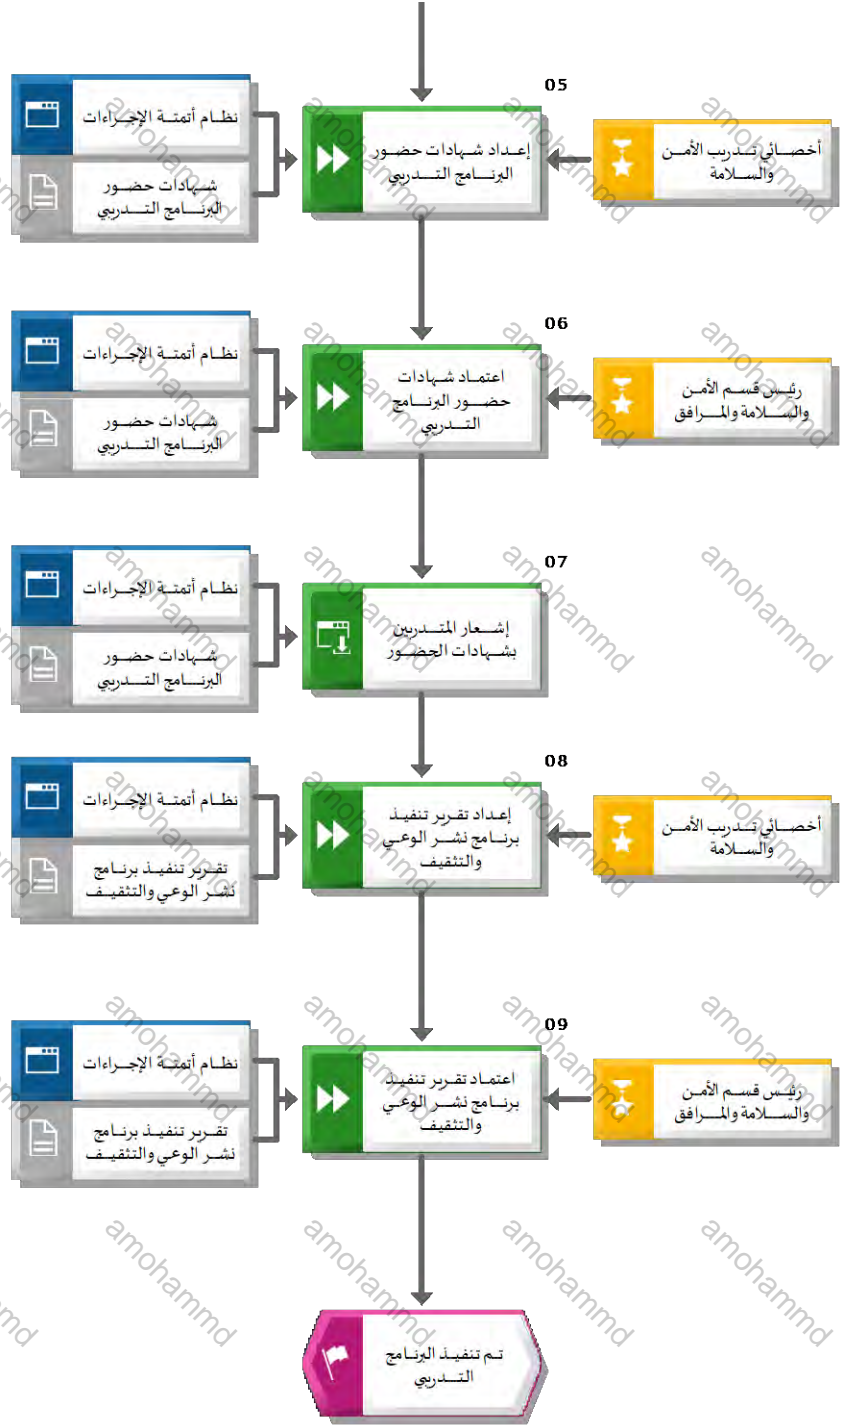 05
أخصائي تدريب الأمن
والسلامة
إعداد شهادات حضور
البرنامج التدريبي
نظام أتمتة الإجراءات
شهادات حضور
البرنامج التدريبي
06
رئيس قسم الأمن
والسلامة والمرافق
اعتماد شهادات
حضور البرنامج
التدريبي
نظام أتمتة الإجراءات
شهادات حضور
البرنامج التدريبي
07
إشعار المتدربين
بشهادات الحضور
نظام أتمتة الإجراءات
شهادات حضور
البرنامج التدريبي
08
أخصائي تدريب الأمن
والسلامة
إعداد تقرير تنفيذ
برنامج نشر الوعي
والتثقيف
نظام أتمتة الإجراءات
تقرير تنفيذ برنامج
نشر الوعي والتثقيف
09
رئيس قسم الأمن
والسلامة والمرافق
اعتماد تقرير تنفيذ
برنامج نشر الوعي
والتثقيف
نظام أتمتة الإجراءات
تقرير تنفيذ برنامج
نشر الوعي والتثقيف
تم تنفيذ البرنامج
التدريبي
amohammd